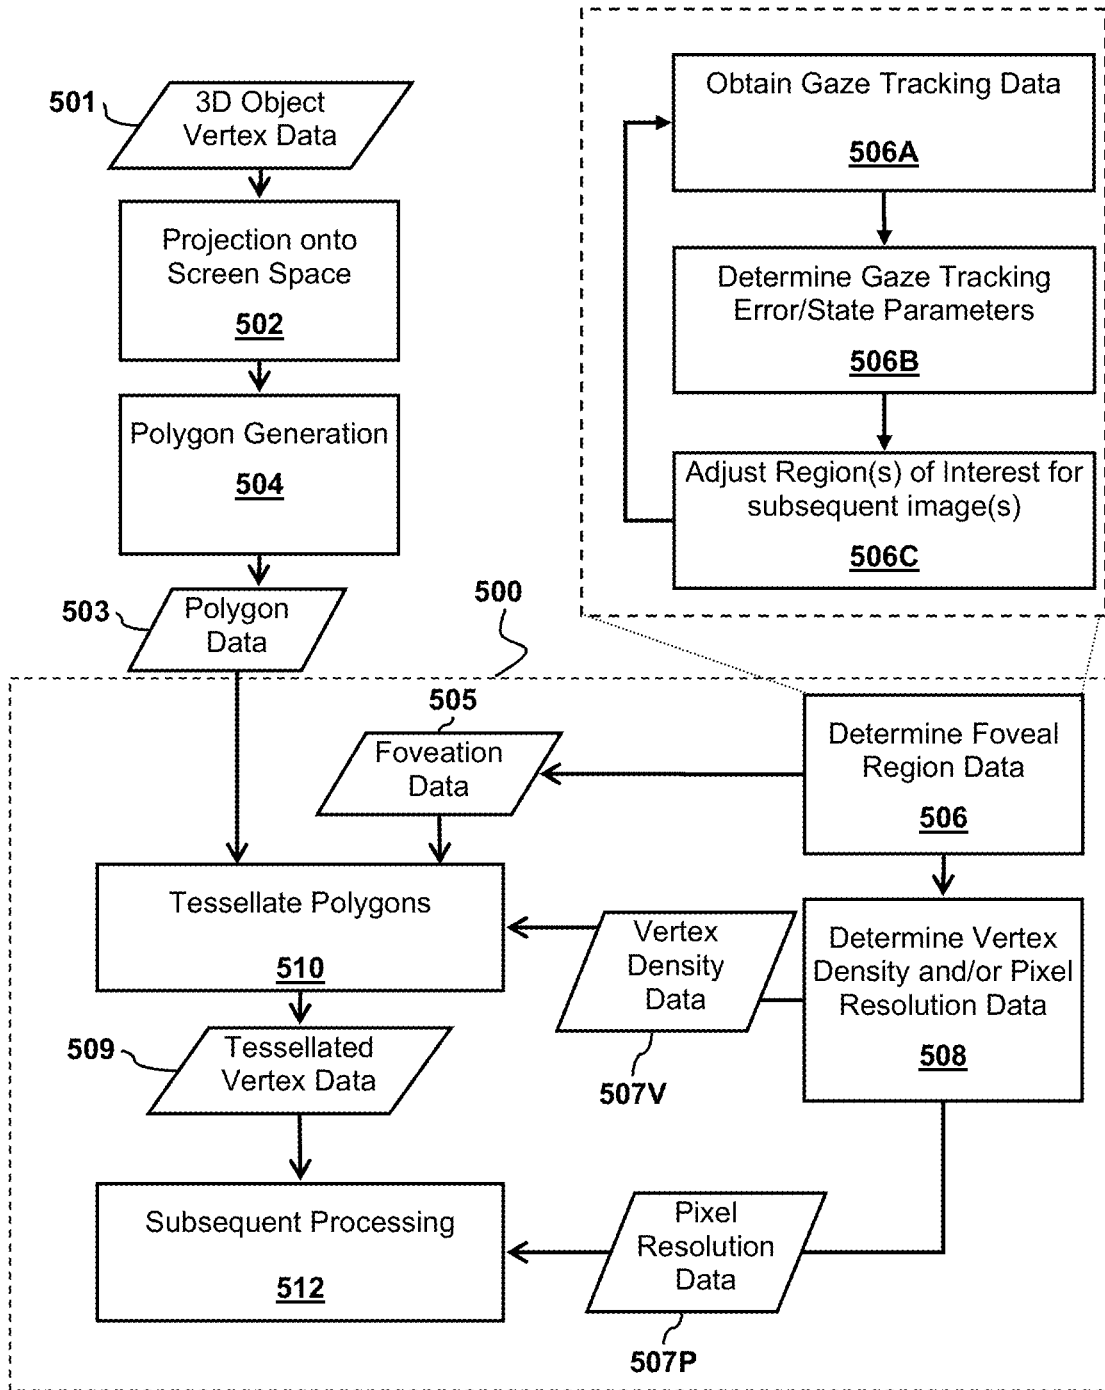 501
3D Object
Vertex Data
Projection onto
Screen Space
502
Polygon Generation
504
503
Polygon
Data
Obtain Gaze Tracking Data
506A
Determine Gaze Tracking
Error/State Parameters
506B
Adjust Region(s) of Interest for
subsequent image(s)
506C
500
505
Foveation
Data
Determine Foveal
Region Data
506
Tessellate Polygons
510
Vertex
Density
Data
507V
Determine Vertex
Density and/or Pixel
Resolution Data
508
509
Tessellated
Vertex Data
Subsequent Processing
512
Pixel
Resolution
Data
507P